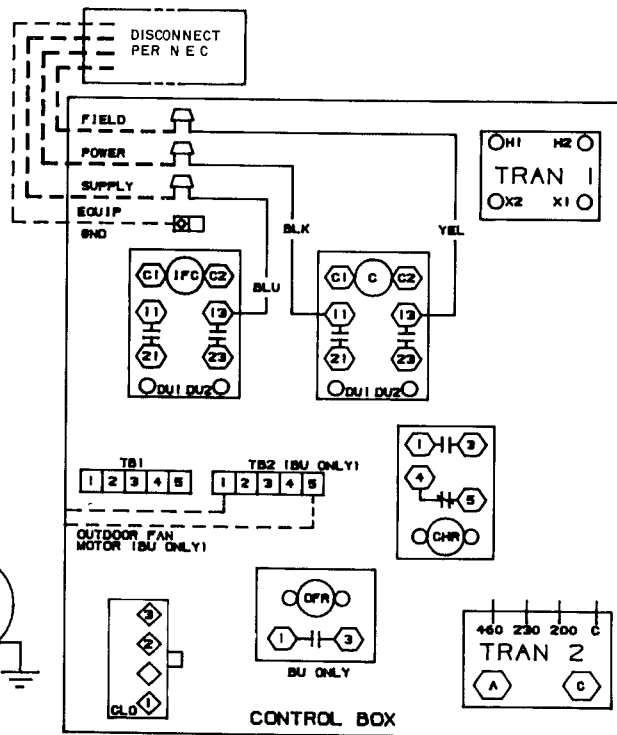 DISCONNECT
PER N E C
FIELD
POWER
SUPPLY
EQUIP
GND
BLU
BLK
YEL
H1 H2
TRAN 1
X2 X1
C1 IFC C2
11 13
21 23
DU1 DU2
C1 C C2
11 13
21 23
DU1 DU2
TB1
1 2 3 4 5
TB2 (BU ONLY)
1 2 3 4 5
OUTDOOR FAN
MOTOR (BU ONLY)
1 3
4
5
CHR
3
2
1
CLO
OFR
1 3
BU ONLY
460 230 200 C
TRAN 2
A C
CONTROL BOX